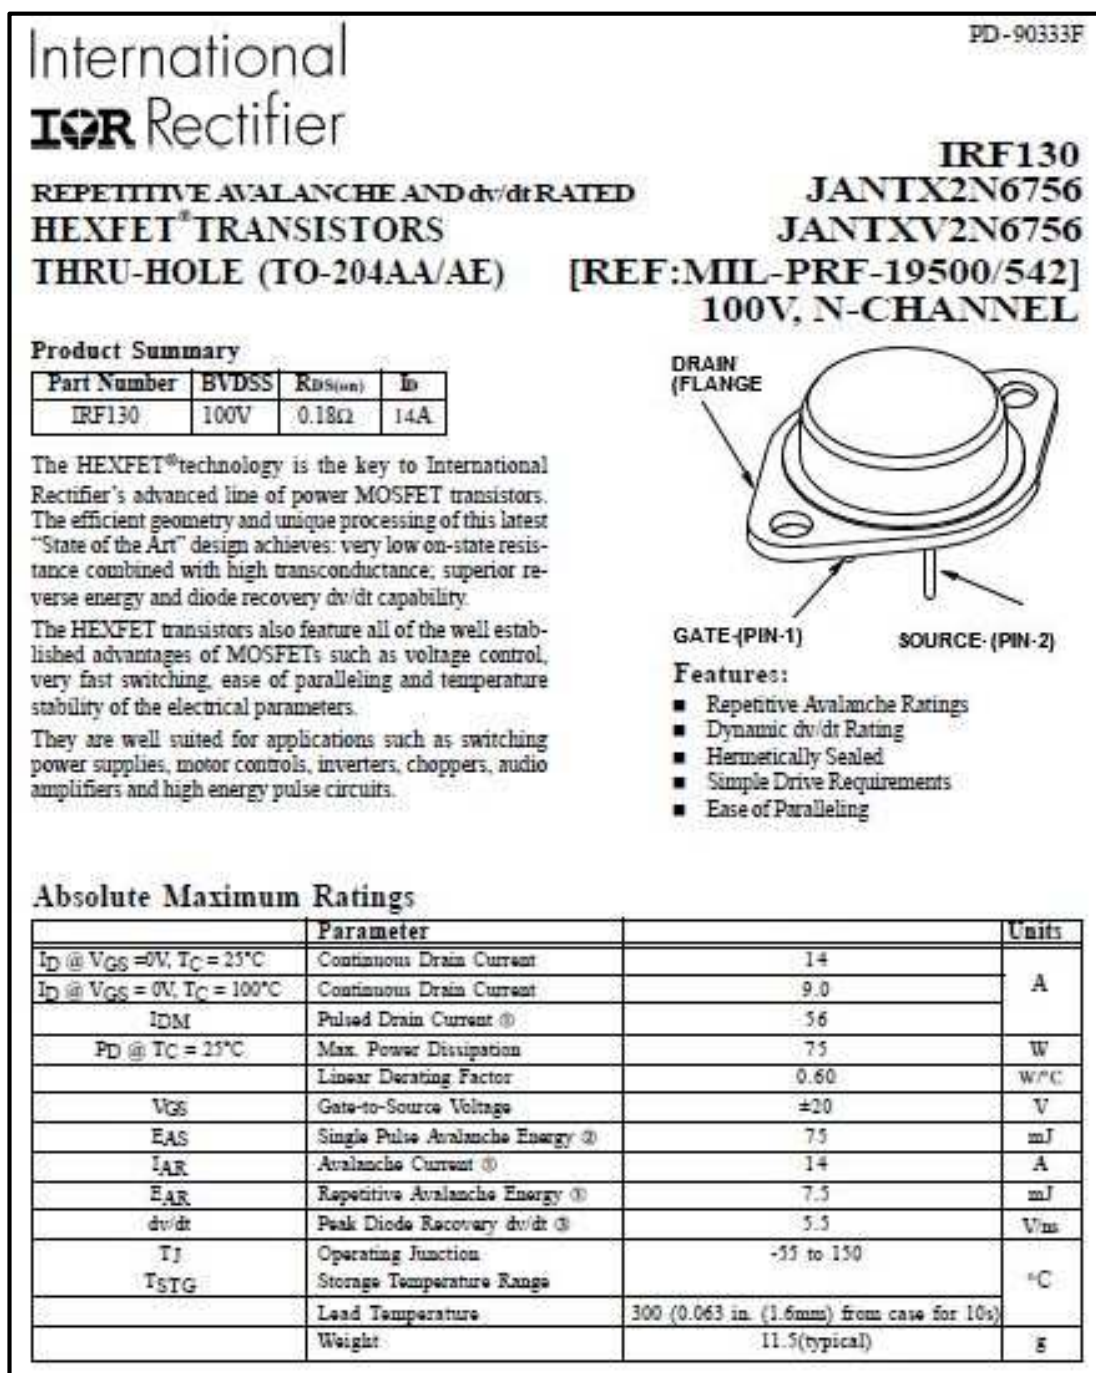 PD-90333F
International
IOR Rectifier
IRF130
REPETITIVE AVALANCHE AND dv/dt RATED JANTX2N6756
HEXFET®TRANSISTORS JANTXV2N6756
THRU-HOLE (TO-204AA/AE) [REF:MIL-PRF-19500/542]
100V, N-CHANNEL
Product Summary
Part Number BVDSS RDS(on) ID
IRF130 100V 0.18Ω 14A
The HEXFET®technology is the key to International
Rectifier's advanced line of power MOSFET transistors.
The efficient geometry and unique processing of this latest
"State of the Art" design achieves: very low on-state resis-
tance combined with high transconductance; superior re-
verse energy and diode recovery dv/dt capability.
The HEXFET transistors also feature all of the well estab-
lished advantages of MOSFETs such as voltage control,
very fast switching, ease of paralleling and temperature
stability of the electrical parameters.
They are well suited for applications such as switching
power supplies, motor controls, inverters, choppers, audio
amplifiers and high energy pulse circuits.
DRAIN
(FLANGE
GATE-(PIN-1)
SOURCE- (PIN-2)
Features:
■ Repetitive Avalanche Ratings
■ Dynamic dv/dt Rating
■ Hermetically Sealed
■ Simple Drive Requirements
■ Ease of Paralleling
Absolute Maximum Ratings
Parameter Units
ID @ VGS =0V, TC = 25°C Continuous Drain Current 14
A
ID @ VGS = 0V, TC = 100°C Continuous Drain Current 9.0
IDM Pulsed Drain Current ① 56
PD @ TC = 25°C Max. Power Dissipation 75 W
Linear Derating Factor 0.60 W/°C
VGS Gate-to-Source Voltage ±20 V
EAS Single Pulse Avalanche Energy ② 75 mJ
IAR Avalanche Current ① 14 A
EAR Repetitive Avalanche Energy ① 7.5 mJ
dv/dt Peak Diode Recovery dv/dt ③ 5.5 V/ns
TJ Operating Junction -55 to 150
TSTG Storage Temperature Range °C
Lead Temperature 300 (0.063 in. (1.6mm) from case for 10s)
Weight 11.5(typical) g